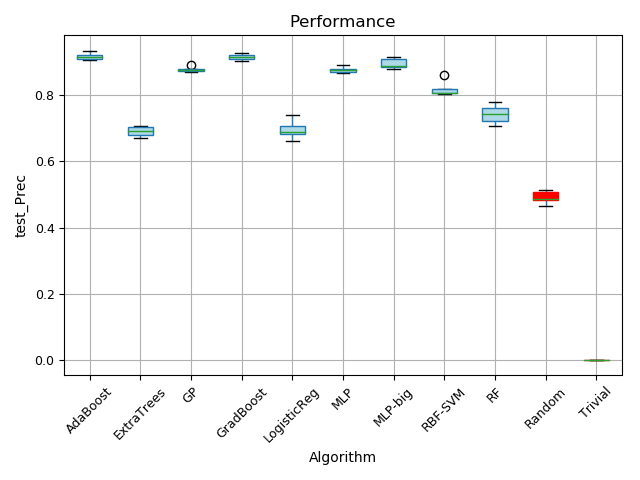 Performance
test_Prec
0.8
0.6
0.4
0.2
0.0
AdaBoost
ExtraTrees
GP
GradBoost
LogisticReg
MLP
MLP-big
RBF-SVM
RF
Random
Trivial
Algorithm